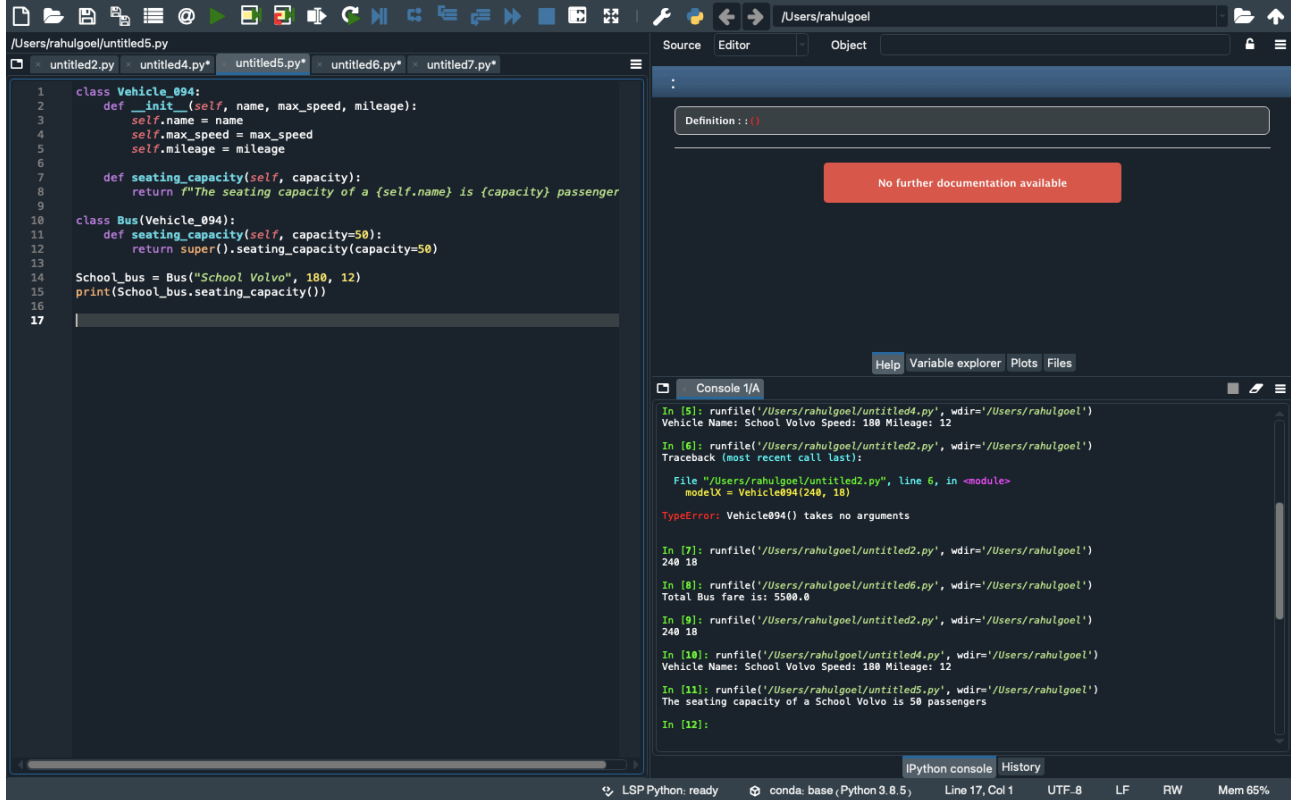 /Users/rahulgoel
/Users/rahulgoel/untitled5.py
untitled2.py
untitled4.py*
untitled5.py*
untitled6.py*
untitled7.py*
1 class Vehicle_094:
2 def __init__(self, name, max_speed, mileage):
3 self.name = name
4 self.max_speed = max_speed
5 self.mileage = mileage
6
7 def seating_capacity(self, capacity):
8 return f"The seating capacity of a {self.name} is {capacity} passenger
9
10 class Bus(Vehicle_094):
11 def seating_capacity(self, capacity=50):
12 return super().seating_capacity(capacity=50)
13
14 School_bus = Bus("School Volvo", 180, 12)
15 print(School_bus.seating_capacity())
16
17
Source Editor Object
:
Definition : :()
No further documentation available
Help Variable explorer Plots Files
Console 1/A
In [5]: runfile('/Users/rahulgoel/untitled4.py', wdir='/Users/rahulgoel')
Vehicle Name: School Volvo Speed: 180 Mileage: 12
In [6]: runfile('/Users/rahulgoel/untitled2.py', wdir='/Users/rahulgoel')
Traceback (most recent call last):
File "/Users/rahulgoel/untitled2.py", line 6, in <module>
modelX = Vehicle094(240, 18)
TypeError: Vehicle094() takes no arguments
In [7]: runfile('/Users/rahulgoel/untitled2.py', wdir='/Users/rahulgoel')
240 18
In [8]: runfile('/Users/rahulgoel/untitled6.py', wdir='/Users/rahulgoel')
Total Bus fare is: 5500.0
In [9]: runfile('/Users/rahulgoel/untitled2.py', wdir='/Users/rahulgoel')
240 18
In [10]: runfile('/Users/rahulgoel/untitled4.py', wdir='/Users/rahulgoel')
Vehicle Name: School Volvo Speed: 180 Mileage: 12
In [11]: runfile('/Users/rahulgoel/untitled5.py', wdir='/Users/rahulgoel')
The seating capacity of a School Volvo is 50 passengers
In [12]:
IPython console History
LSP Python: ready conda: base (Python 3.8.5) Line 17, Col 1 UTF-8 LF RW Mem 65%